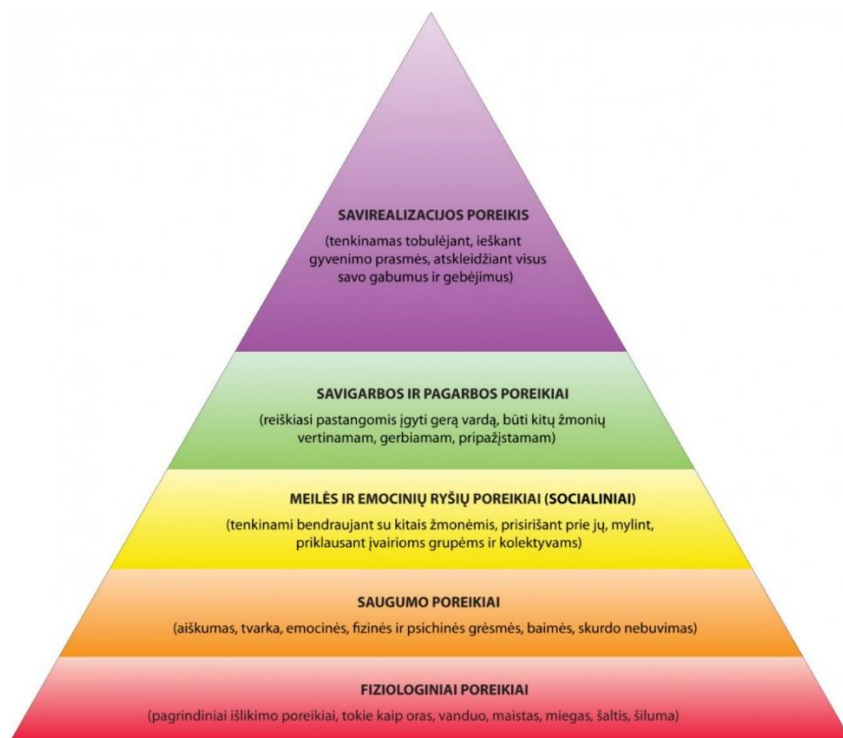 SAVIREALIZACIJOS POREIKIS
(tenkinamas tobulėjant, ieškant
gyvenimo prasmės, atskleidžiant visus
savo gabumus ir gebėjimus)
SAVIGARBOS IR PAGARBOS POREIKIAI
(reiškiasi pastangomis įgyti gerą vardą, būti kitų žmonių
vertinamam, gerbiamam, pripažįstamam)
MEILĖS IR EMOCINIŲ RYŠIŲ POREIKIAI (SOCIALINIAI)
(tenkinami bendraujant su kitais žmonėmis, prisirišant prie jų, mylint,
priklausant įvairioms grupėms ir kolektyvams)
SAUGUMO POREIKIAI
(aiškumas, tvarka, emocinės, fizinės ir psichinės grėsmės, baimės, skurdo nebuvimas)
FIZIOLOGINIAI POREIKIAI
(pagrindiniai išlikimo poreikiai, tokie kaip oras, vanduo, maistas, miegas, šaltis, šiluma)